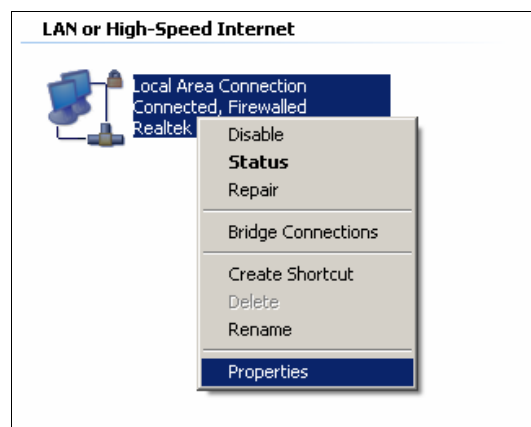 LAN or High-Speed Internet
Local Area Connection
Connected, Firewalled
Realtek
Disable
Status
Repair
Bridge Connections
Create Shortcut
Delete
Rename
Properties